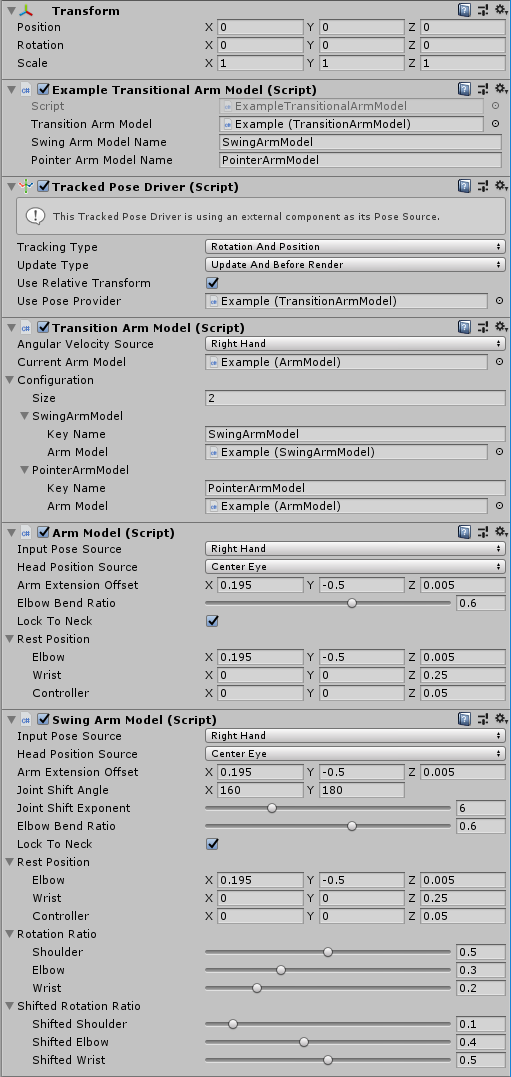 Transform
Position X 0 Y 0 Z 0
Rotation X 0 Y 0 Z 0
Scale X 1 Y 1 Z 1
Example Transitional Arm Model (Script)
Script ExampleTransitionalArmModel
Transition Arm Model Example (TransitionArmModel)
Swing Arm Model Name SwingArmModel
Pointer Arm Model Name PointerArmModel
Tracked Pose Driver (Script)
This Tracked Pose Driver is using an external component as its Pose Source.
Tracking Type Rotation And Position
Update Type Update And Before Render
Use Relative Transform
Use Pose Provider Example (TransitionArmModel)
Transition Arm Model (Script)
Angular Velocity Source Right Hand
Current Arm Model Example (ArmModel)
Configuration
Size 2
SwingArmModel
Key Name SwingArmModel
Arm Model Example (SwingArmModel)
PointerArmModel
Key Name PointerArmModel
Arm Model Example (ArmModel)
Arm Model (Script)
Input Pose Source Right Hand
Head Position Source Center Eye
Arm Extension Offset X 0.195 Y -0.5 Z 0.005
Elbow Bend Ratio 0.6
Lock To Neck
Rest Position
Elbow X 0.195 Y -0.5 Z 0.005
Wrist X 0 Y 0 Z 0.25
Controller X 0 Y 0 Z 0.05
Swing Arm Model (Script)
Input Pose Source Right Hand
Head Position Source Center Eye
Arm Extension Offset X 0.195 Y -0.5 Z 0.005
Joint Shift Angle X 160 Y 180
Joint Shift Exponent 6
Elbow Bend Ratio 0.6
Lock To Neck
Rest Position
Elbow X 0.195 Y -0.5 Z 0.005
Wrist X 0 Y 0 Z 0.25
Controller X 0 Y 0 Z 0.05
Rotation Ratio
Shoulder 0.5
Elbow 0.3
Wrist 0.2
Shifted Rotation Ratio
Shifted Shoulder 0.1
Shifted Elbow 0.4
Shifted Wrist 0.5